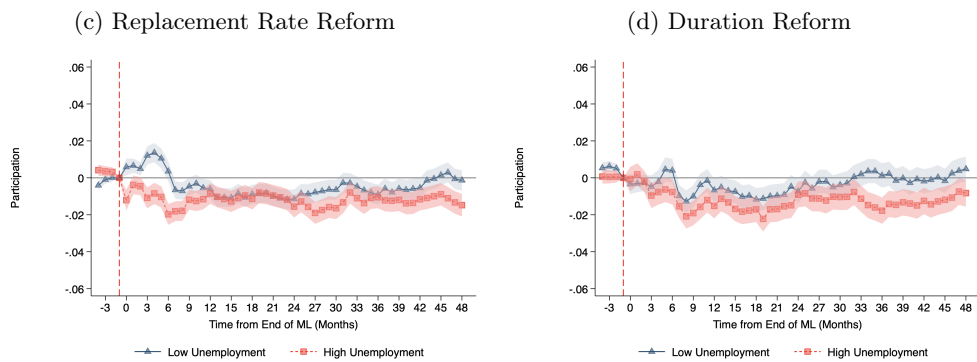 (c) Replacement Rate Reform
(d) Duration Reform
.06
.04
.02
0
-.02
-.04
-.06
Participation
-3 0 3 6 9 12 15 18 21 24 27 30 33 36 39 42 45 48
Time from End of ML (Months)
Low Unemployment High Unemployment
.06
.04
.02
0
-.02
-.04
-.06
Participation
-3 0 3 6 9 12 15 18 21 24 27 30 33 36 39 42 45 48
Time from End of ML (Months)
Low Unemployment High Unemployment